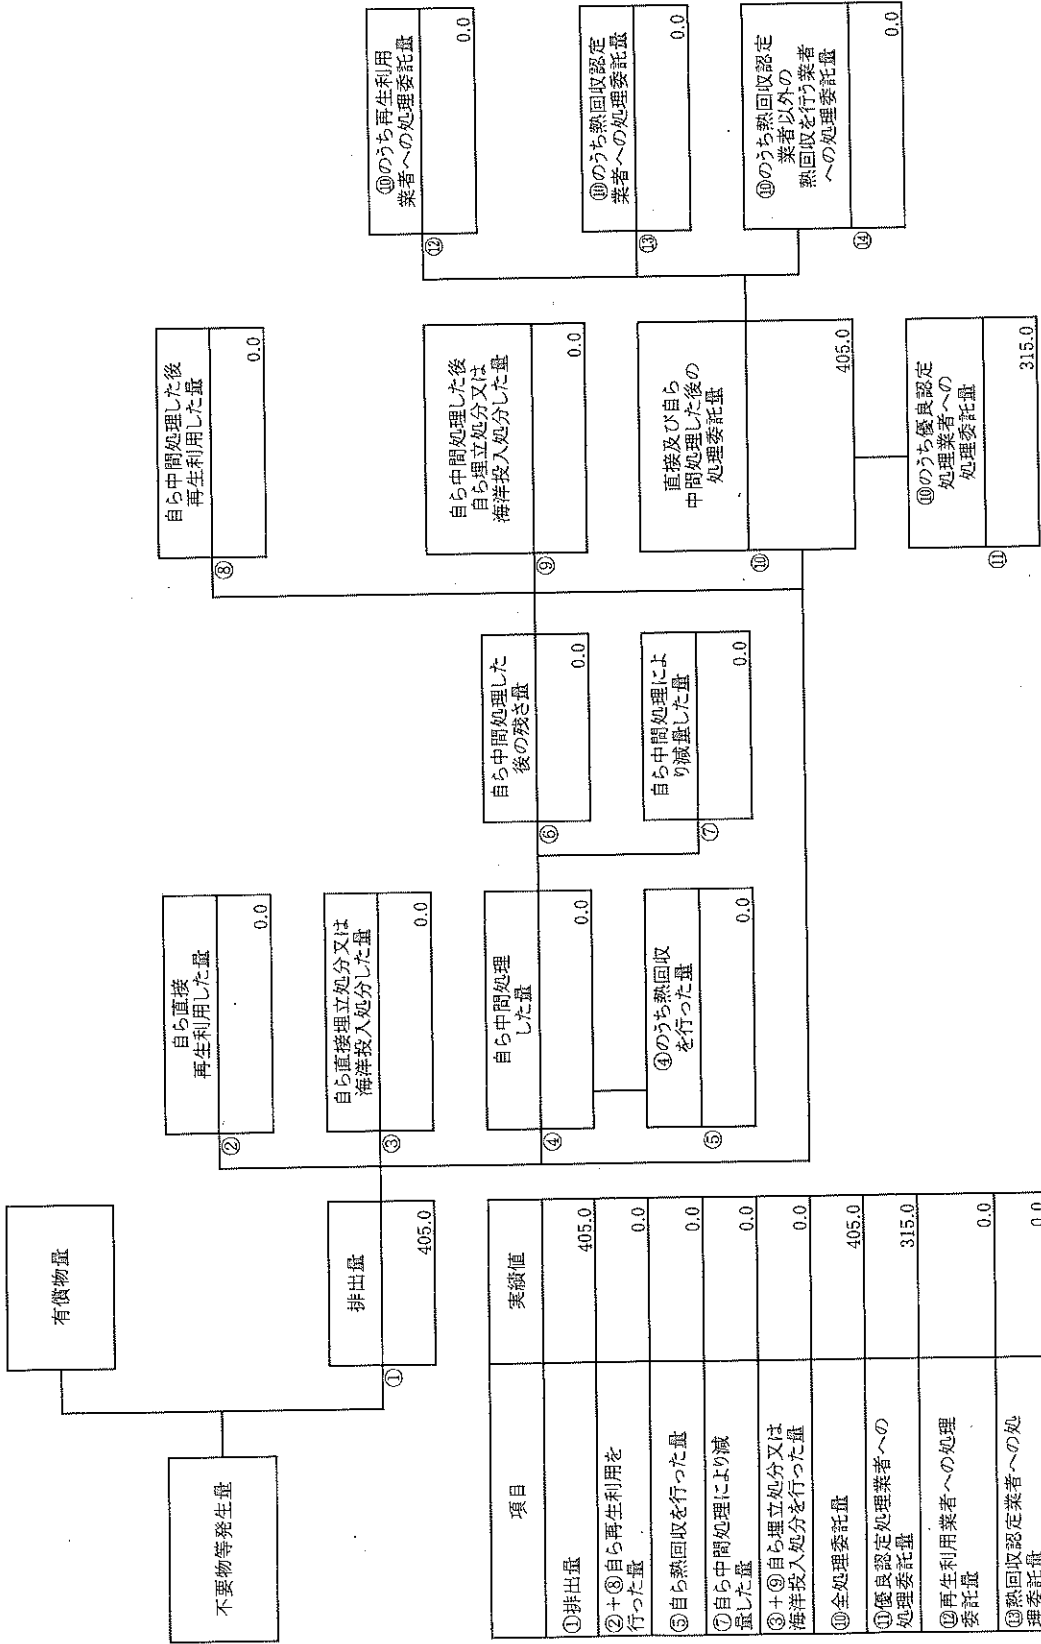 不要物等発生量
有償物量
排出量
①
405.0
自ら直接
再生利用した量
②
0.0
自ら直接埋立処分又は
海洋投入処分した量
③
0.0
自ら中間処理
した量
④
0.0
④のうち熱回収
を行った量
⑤
0.0
自ら中間処理した
後の残さ量
⑥
0.0
自ら中間処理によ
り減量した量
⑦
0.0
自ら中間処理した後
再生利用した量
⑧
0.0
自ら中間処理した後
自ら埋立処分又は
海洋投入処分した量
⑨
0.0
直接及び自ら
中間処理した後の
処理委託量
⑩
405.0
⑩のうち優良認定
処理業者への
処理委託量
⑪
315.0
⑩のうち再生利用
業者への処理委託量
⑫
0.0
⑩のうち熱回収認定
業者への処理委託量
⑬
0.0
⑩のうち熱回収認定
業者以外の
熱回収を行う業者
への処理委託量
⑭
0.0
項目 実績値
①排出量 405.0
②+⑧自ら再生利用を
行った量 0.0
⑤自ら熱回収を行った量 0.0
⑦自ら中間処理により減
量した量 0.0
③+⑨自ら埋立処分又は
海洋投入処分を行った量 0.0
⑩全処理委託量 405.0
⑪優良認定処理業者への
処理委託量 315.0
⑫再生利用業者への処理
委託量 0.0
⑬熱回収認定業者への処
理委託量 0.0